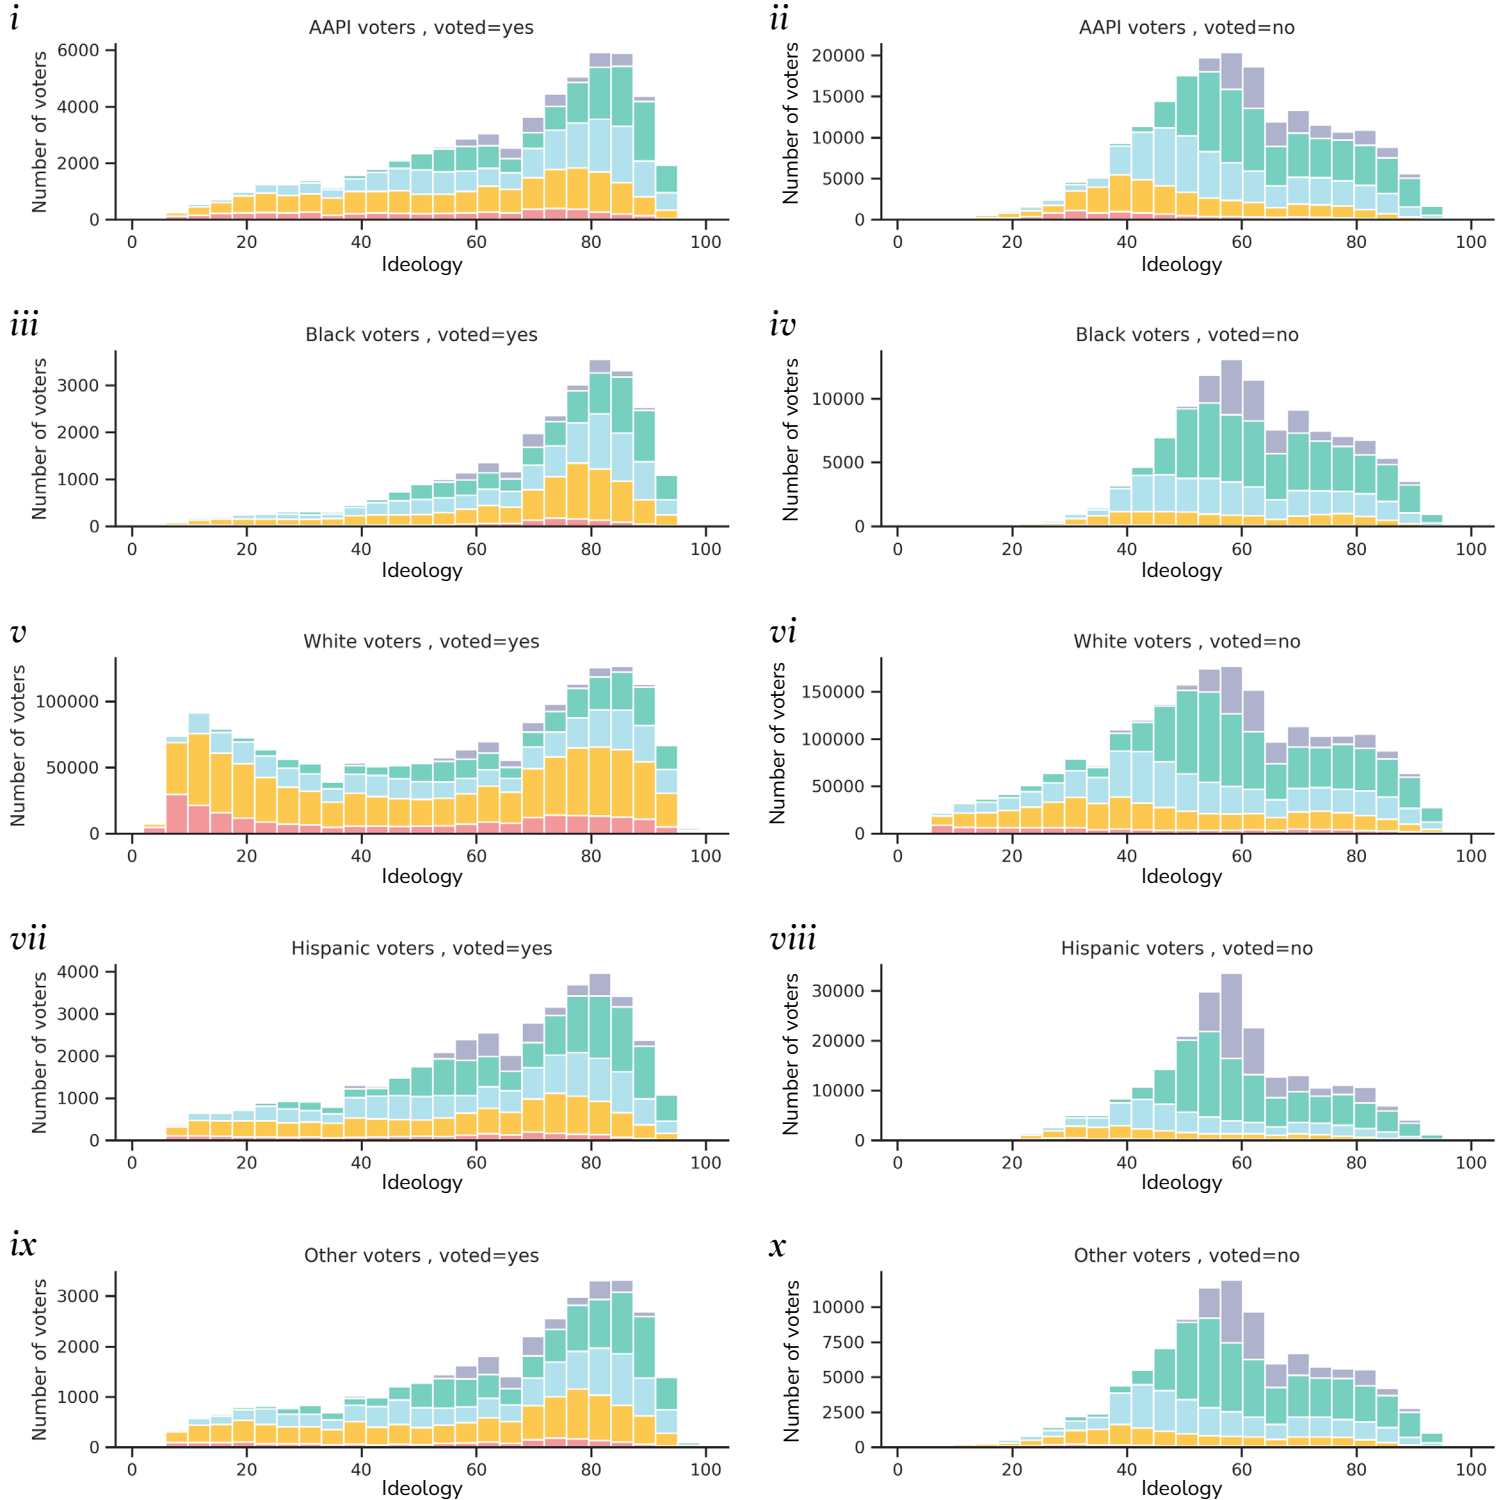 i
AAPI voters , voted=yes
Number of voters
6000
4000
2000
0
0 20 40 60 80 100
Ideology
ii
AAPI voters , voted=no
Number of voters
20000
15000
10000
5000
0
0 20 40 60 80 100
Ideology
iii
Black voters , voted=yes
Number of voters
3000
2000
1000
0
0 20 40 60 80 100
Ideology
iv
Black voters , voted=no
Number of voters
10000
5000
0
0 20 40 60 80 100
Ideology
v
White voters , voted=yes
Number of voters
100000
50000
0
0 20 40 60 80 100
Ideology
vi
White voters , voted=no
Number of voters
150000
100000
50000
0
0 20 40 60 80 100
Ideology
vii
Hispanic voters , voted=yes
Number of voters
4000
3000
2000
1000
0
0 20 40 60 80 100
Ideology
viii
Hispanic voters , voted=no
Number of voters
30000
20000
10000
0
0 20 40 60 80 100
Ideology
ix
Other voters , voted=yes
Number of voters
3000
2000
1000
0
0 20 40 60 80 100
Ideology
x
Other voters , voted=no
Number of voters
10000
7500
5000
2500
0
0 20 40 60 80 100
Ideology